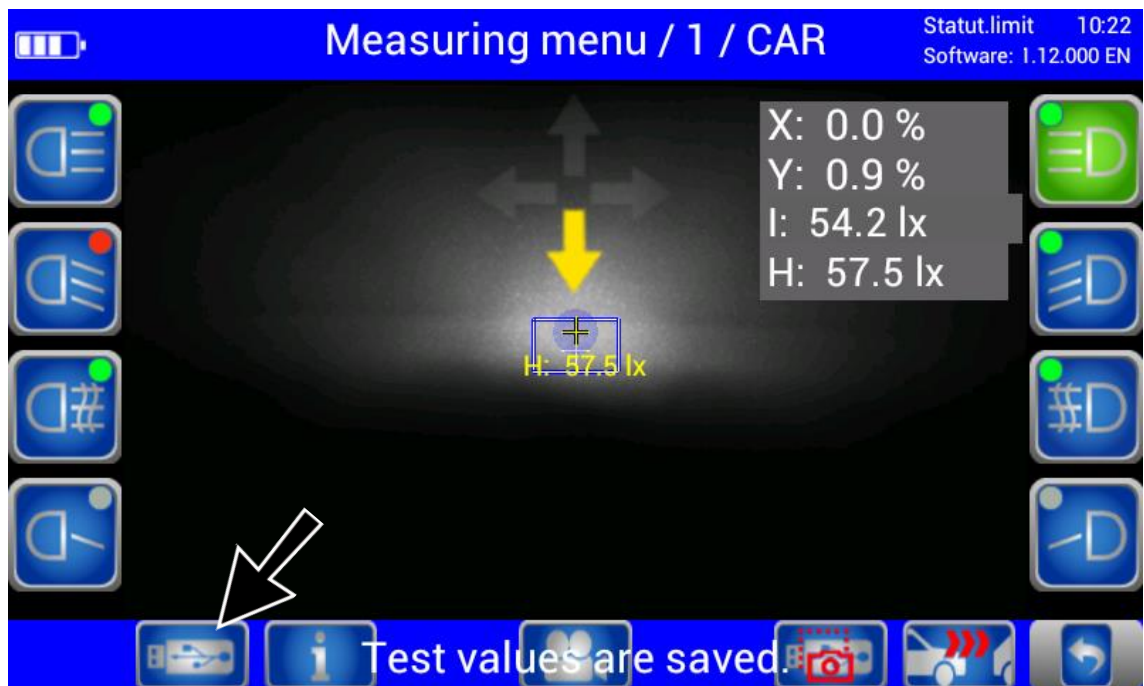 Measuring menu / 1 / CAR
Statut.limit 10:22
Software: 1.12.000 EN
X: 0.0 %
Y: 0.9 %
I: 54.2 lx
H: 57.5 lx
H: 57.5 lx
i
Test values are saved.